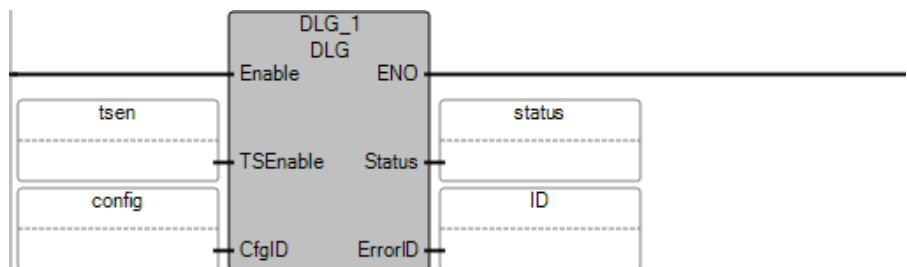 DLG_1
DLG
Enable ENO
tsen status
TSEnable Status
config ID
CfgID ErrorID